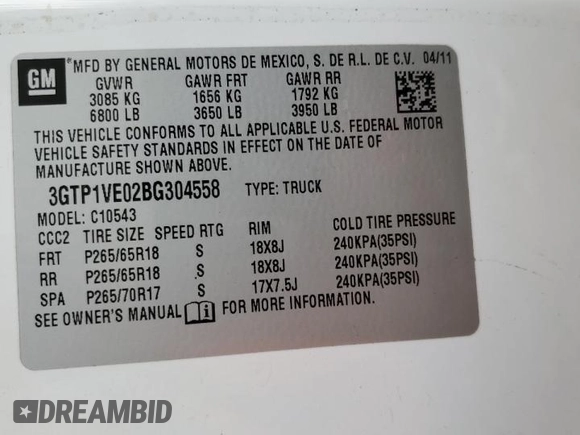 GM
*MFD BY GENERAL MOTORS DE MEXICO, S. DE R.L. DE C.V. 04/11
GVWR GAWR FRT GAWR RR
3085 KG 1656 KG 1792 KG
6800 LB 3650 LB 3950 LB
THIS VEHICLE CONFORMS TO ALL APPLICABLE U.S. FEDERAL MOTOR
VEHICLE SAFETY STANDARDS IN EFFECT ON THE DATE OF
MANUFACTURE SHOWN ABOVE.
3GTP1VE02BG304558 TYPE: TRUCK
MODEL: C10543
CCC2 TIRE SIZE SPEED RTG RIM COLD TIRE PRESSURE
FRT P265/65R18 S 18X8J 240KPA(35PSI)
RR P265/65R18 S 18X8J 240KPA(35PSI)
SPA P265/70R17 S 17X7.5J 240KPA(35PSI)
SEE OWNER'S MANUAL FOR MORE INFORMATION.
DREAMBID